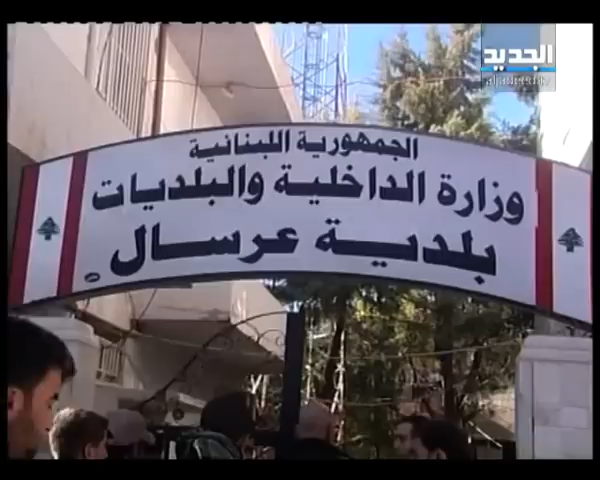 الجديد
الجمهورية اللبنانية
وزارة الداخلية والبلديات
بلدية عرسال